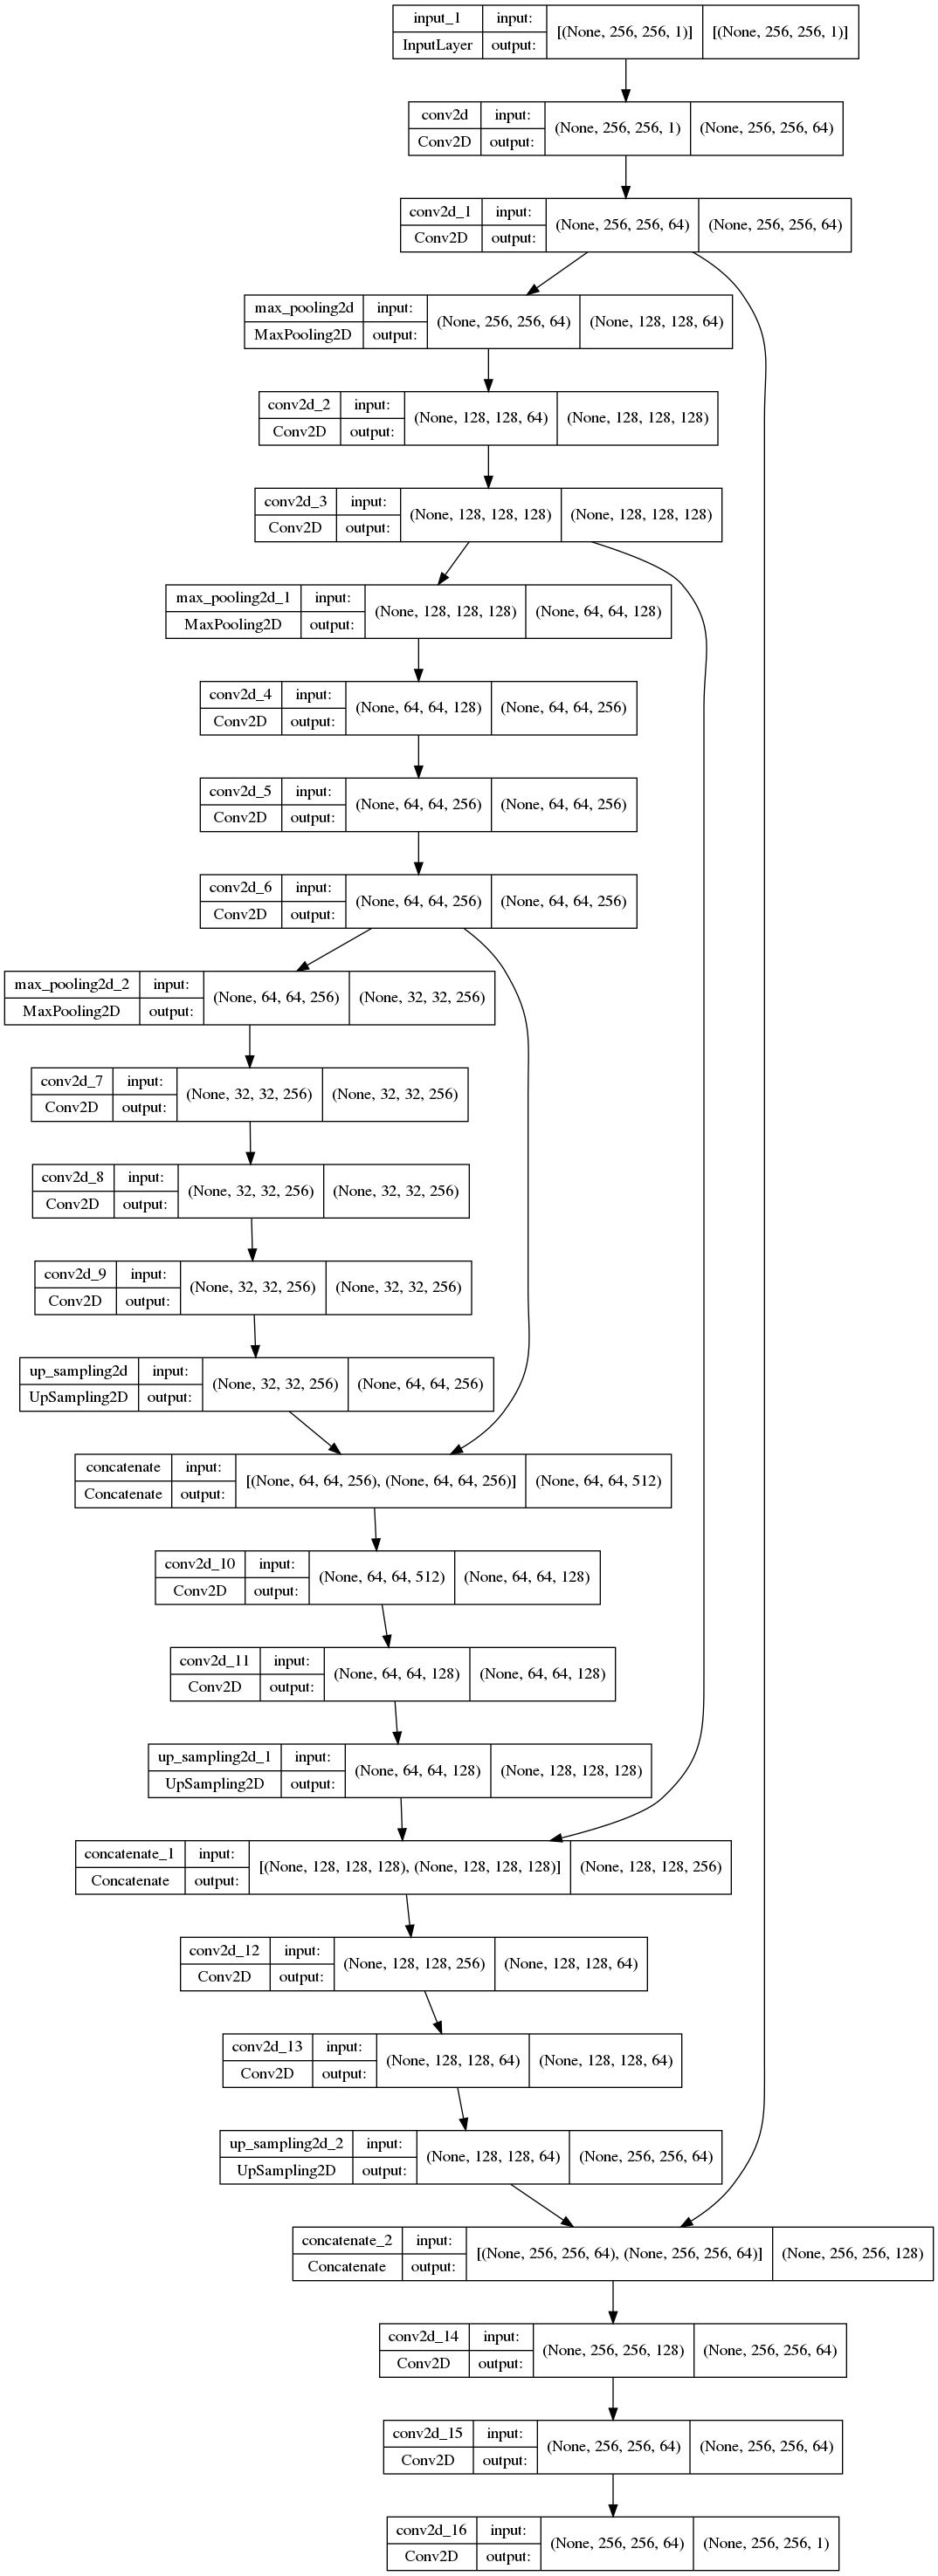 input_1 input: [(None, 256, 256, 1)] [(None, 256, 256, 1)]
InputLayer output:
conv2d input: (None, 256, 256, 1) (None, 256, 256, 64)
Conv2D output:
conv2d_1 input: (None, 256, 256, 64) (None, 256, 256, 64)
Conv2D output:
max_pooling2d input: (None, 256, 256, 64) (None, 128, 128, 64)
MaxPooling2D output:
conv2d_2 input: (None, 128, 128, 64) (None, 128, 128, 128)
Conv2D output:
conv2d_3 input: (None, 128, 128, 128) (None, 128, 128, 128)
Conv2D output:
max_pooling2d_1 input: (None, 128, 128, 128) (None, 64, 64, 128)
MaxPooling2D output:
conv2d_4 input: (None, 64, 64, 128) (None, 64, 64, 256)
Conv2D output:
conv2d_5 input: (None, 64, 64, 256) (None, 64, 64, 256)
Conv2D output:
conv2d_6 input: (None, 64, 64, 256) (None, 64, 64, 256)
Conv2D output:
max_pooling2d_2 input: (None, 64, 64, 256) (None, 32, 32, 256)
MaxPooling2D output:
conv2d_7 input: (None, 32, 32, 256) (None, 32, 32, 256)
Conv2D output:
conv2d_8 input: (None, 32, 32, 256) (None, 32, 32, 256)
Conv2D output:
conv2d_9 input: (None, 32, 32, 256) (None, 32, 32, 256)
Conv2D output:
up_sampling2d input: (None, 32, 32, 256) (None, 64, 64, 256)
UpSampling2D output:
concatenate input: [(None, 64, 64, 256), (None, 64, 64, 256)] (None, 64, 64, 512)
Concatenate output:
conv2d_10 input: (None, 64, 64, 512) (None, 64, 64, 128)
Conv2D output:
conv2d_11 input: (None, 64, 64, 128) (None, 64, 64, 128)
Conv2D output:
up_sampling2d_1 input: (None, 64, 64, 128) (None, 128, 128, 128)
UpSampling2D output:
concatenate_1 input: [(None, 128, 128, 128), (None, 128, 128, 128)] (None, 128, 128, 256)
Concatenate output:
conv2d_12 input: (None, 128, 128, 256) (None, 128, 128, 64)
Conv2D output:
conv2d_13 input: (None, 128, 128, 64) (None, 128, 128, 64)
Conv2D output:
up_sampling2d_2 input: (None, 128, 128, 64) (None, 256, 256, 64)
UpSampling2D output:
concatenate_2 input: [(None, 256, 256, 64), (None, 256, 256, 64)] (None, 256, 256, 128)
Concatenate output:
conv2d_14 input: (None, 256, 256, 128) (None, 256, 256, 64)
Conv2D output:
conv2d_15 input: (None, 256, 256, 64) (None, 256, 256, 64)
Conv2D output:
conv2d_16 input: (None, 256, 256, 64) (None, 256, 256, 1)
Conv2D output: